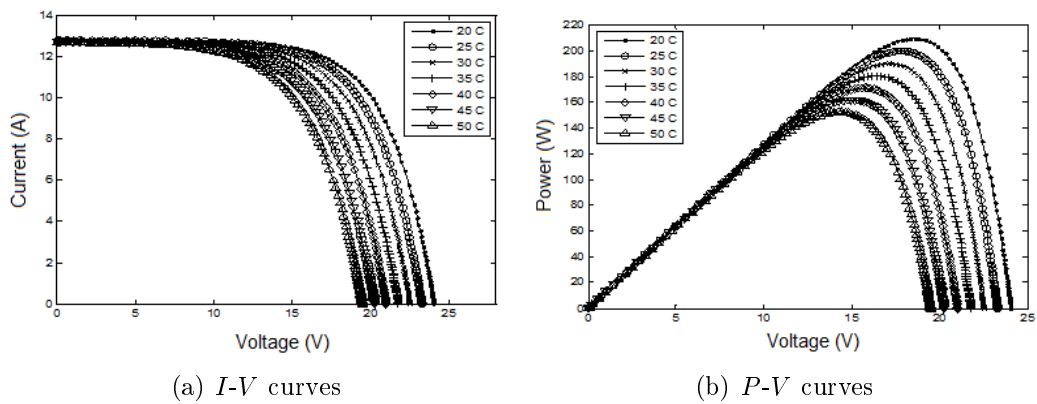 14
12
10
8
6
4
2
0
0
5
10
15
20
25
Current (A)
Voltage (V)
20 C
25 C
30 C
35 C
40 C
45 C
50 C
(a) I-V curves
220
200
180
160
140
120
100
80
60
40
20
0
0
5
10
15
20
25
Power (W)
Voltage (V)
20 C
25 C
30 C
35 C
40 C
45 C
50 C
(b) P-V curves